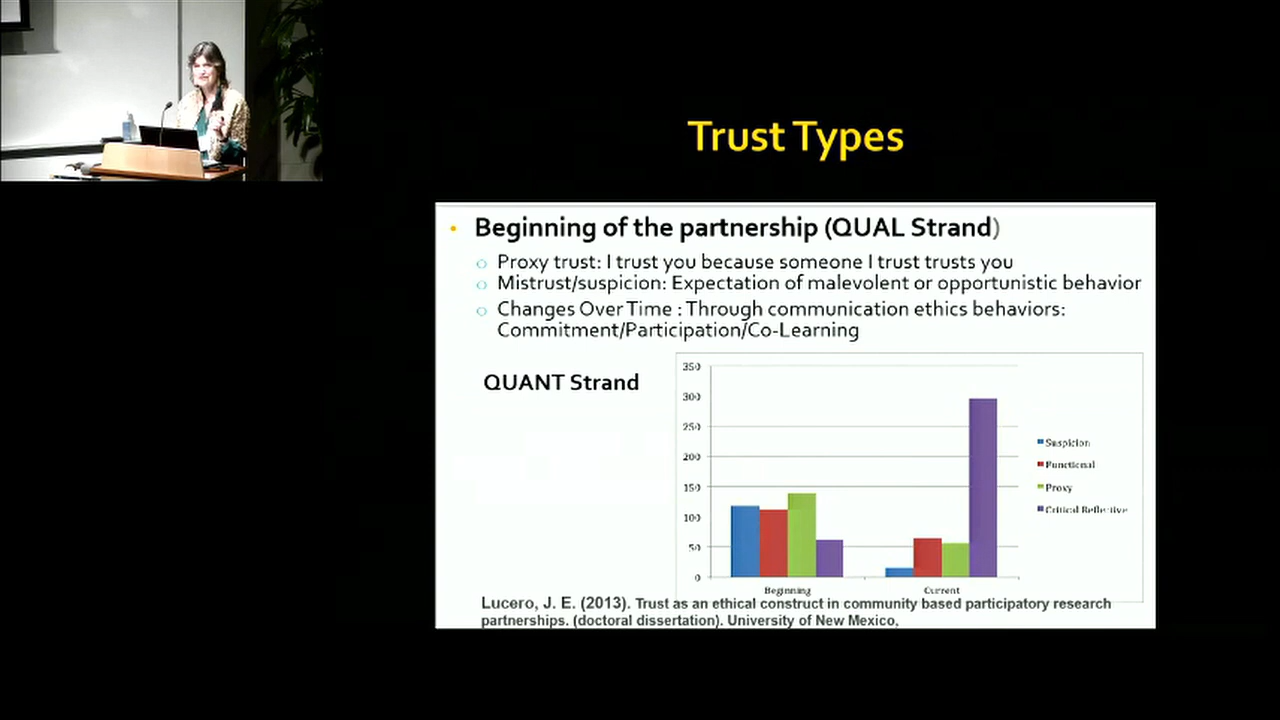 Trust Types
Beginning of the partnership (QUAL Strand)
Proxy trust: I trust you because someone I trust trusts you
Mistrust/suspicion: Expectation of malevolent or opportunistic behavior
Changes Over Time : Through communication ethics behaviors:
Commitment/Participation/Co-Learning
QUANT Strand
350
300
250
200
150
100
50
0
Beginning
Current
Suspicion
Functional
Proxy
Critical Reflective
Lucero, J. E. (2013). Trust as an ethical construct in community based participatory research
partnerships. (doctoral dissertation). University of New Mexico,